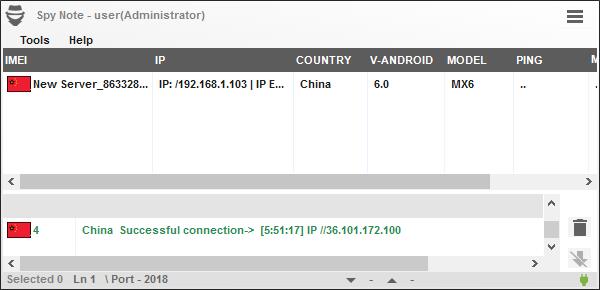 Spy Note - user(Administrator)
Tools Help
IMEI IP COUNTRY V-ANDROID MODEL PING M
New Server_863328... IP: /192.168.1.103 | IP E... China 6.0 MX6 .. .
4 China Successful connection-> [5:51:17] IP //36.101.172.100
Selected 0 Ln 1 \ Port - 2018 - -